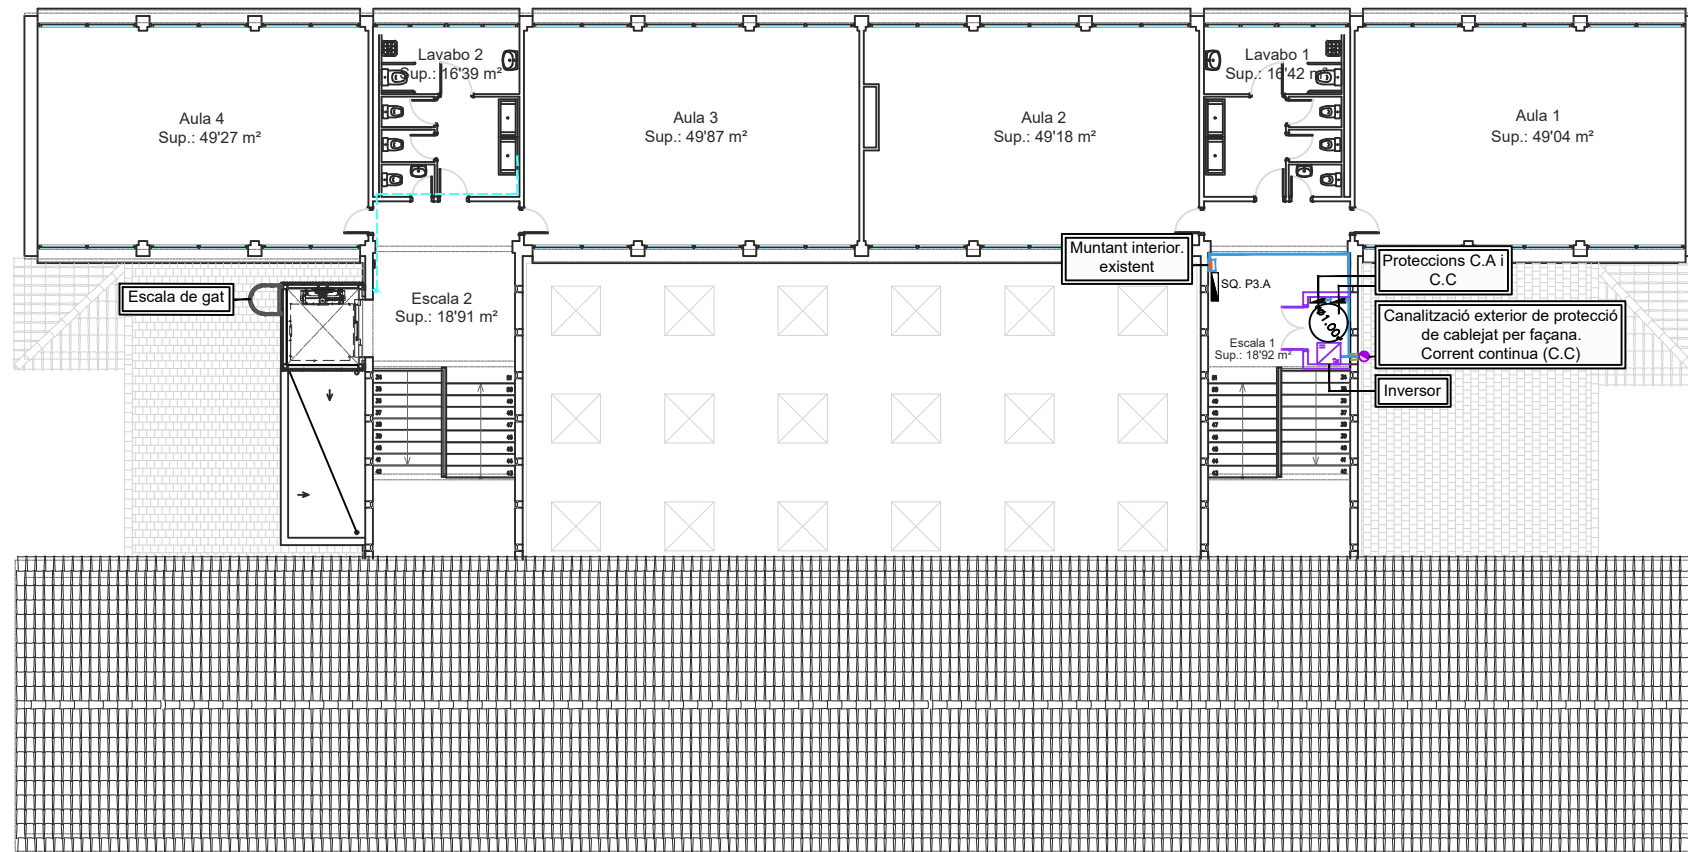 Aula 4
Sup.: 49'27 m²
Lavabo 2
Sup.: 16'39 m²
Aula 3
Sup.: 49'87 m²
Aula 2
Sup.: 49'18 m²
Lavabo 1
Sup.: 16'42 m²
Aula 1
Sup.: 49'04 m²
Muntant interior.
existent
Proteccions C.A i
C.C
SQ. P3.A
Escala de gat
Escala 2
Sup.: 18'91 m²
Canalització exterior de protecció
de cablejat per façana.
Corrent continua (C.C)
Escala 1
Sup.: 18'92 m²
Inversor